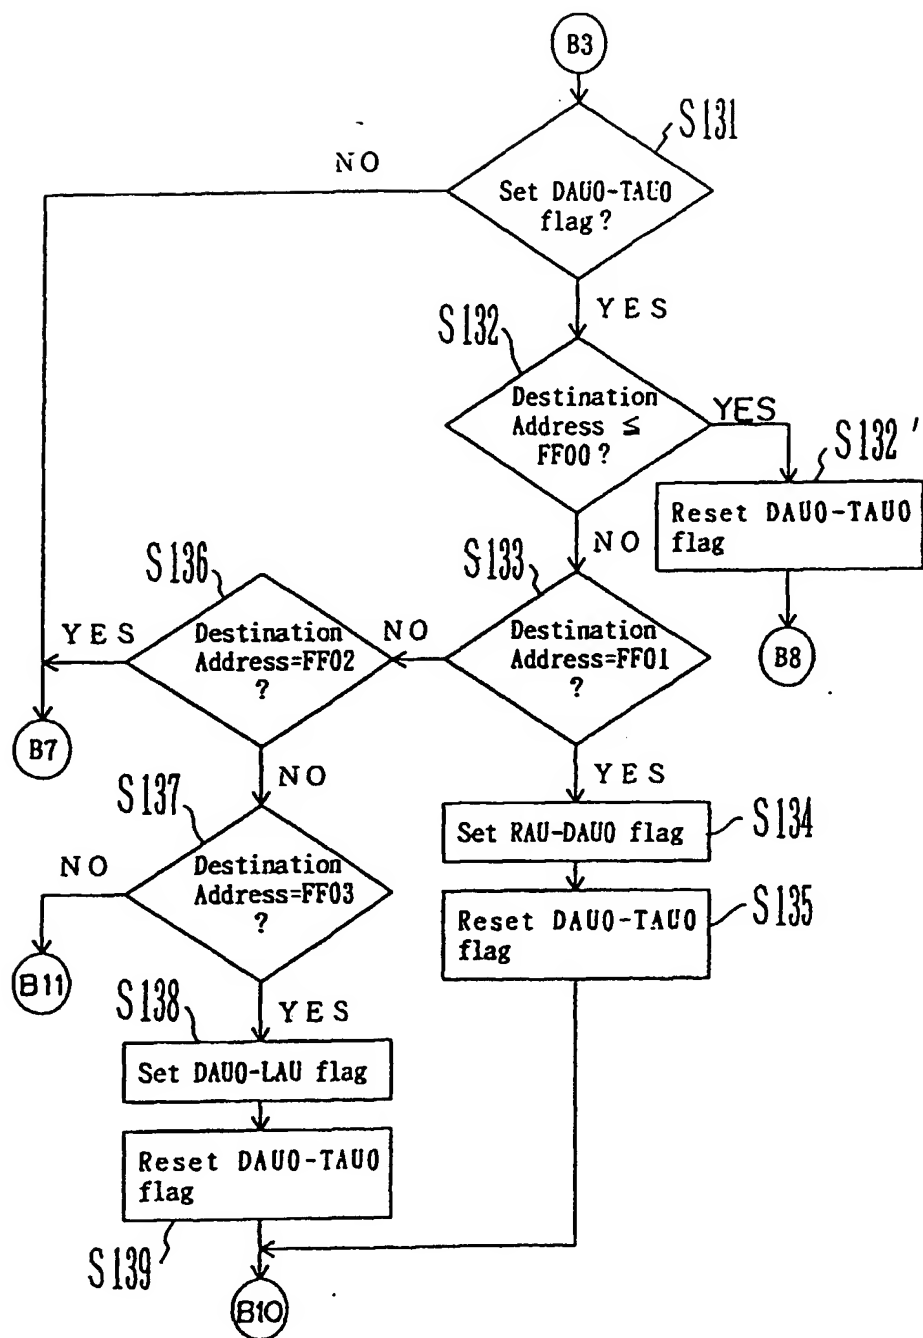 B3
S131
NO
Set DAU0-TAU0
flag?
YES
S132
Destination
Address ≦
FF00?
YES
S132'
Reset DAU0-TAU0
flag
B8
NO
S133
Destination
Address=FF01
?
NO
S136
Destination
Address=FF02
?
YES
B7
NO
S137
Destination
Address=FF03
?
NO
B11
YES
S134
Set RAU-DAU0 flag
S135
Reset DAU0-TAU0
flag
YES
S138
Set DAU0-LAU flag
Reset DAU0-TAU0
flag
S139
B10